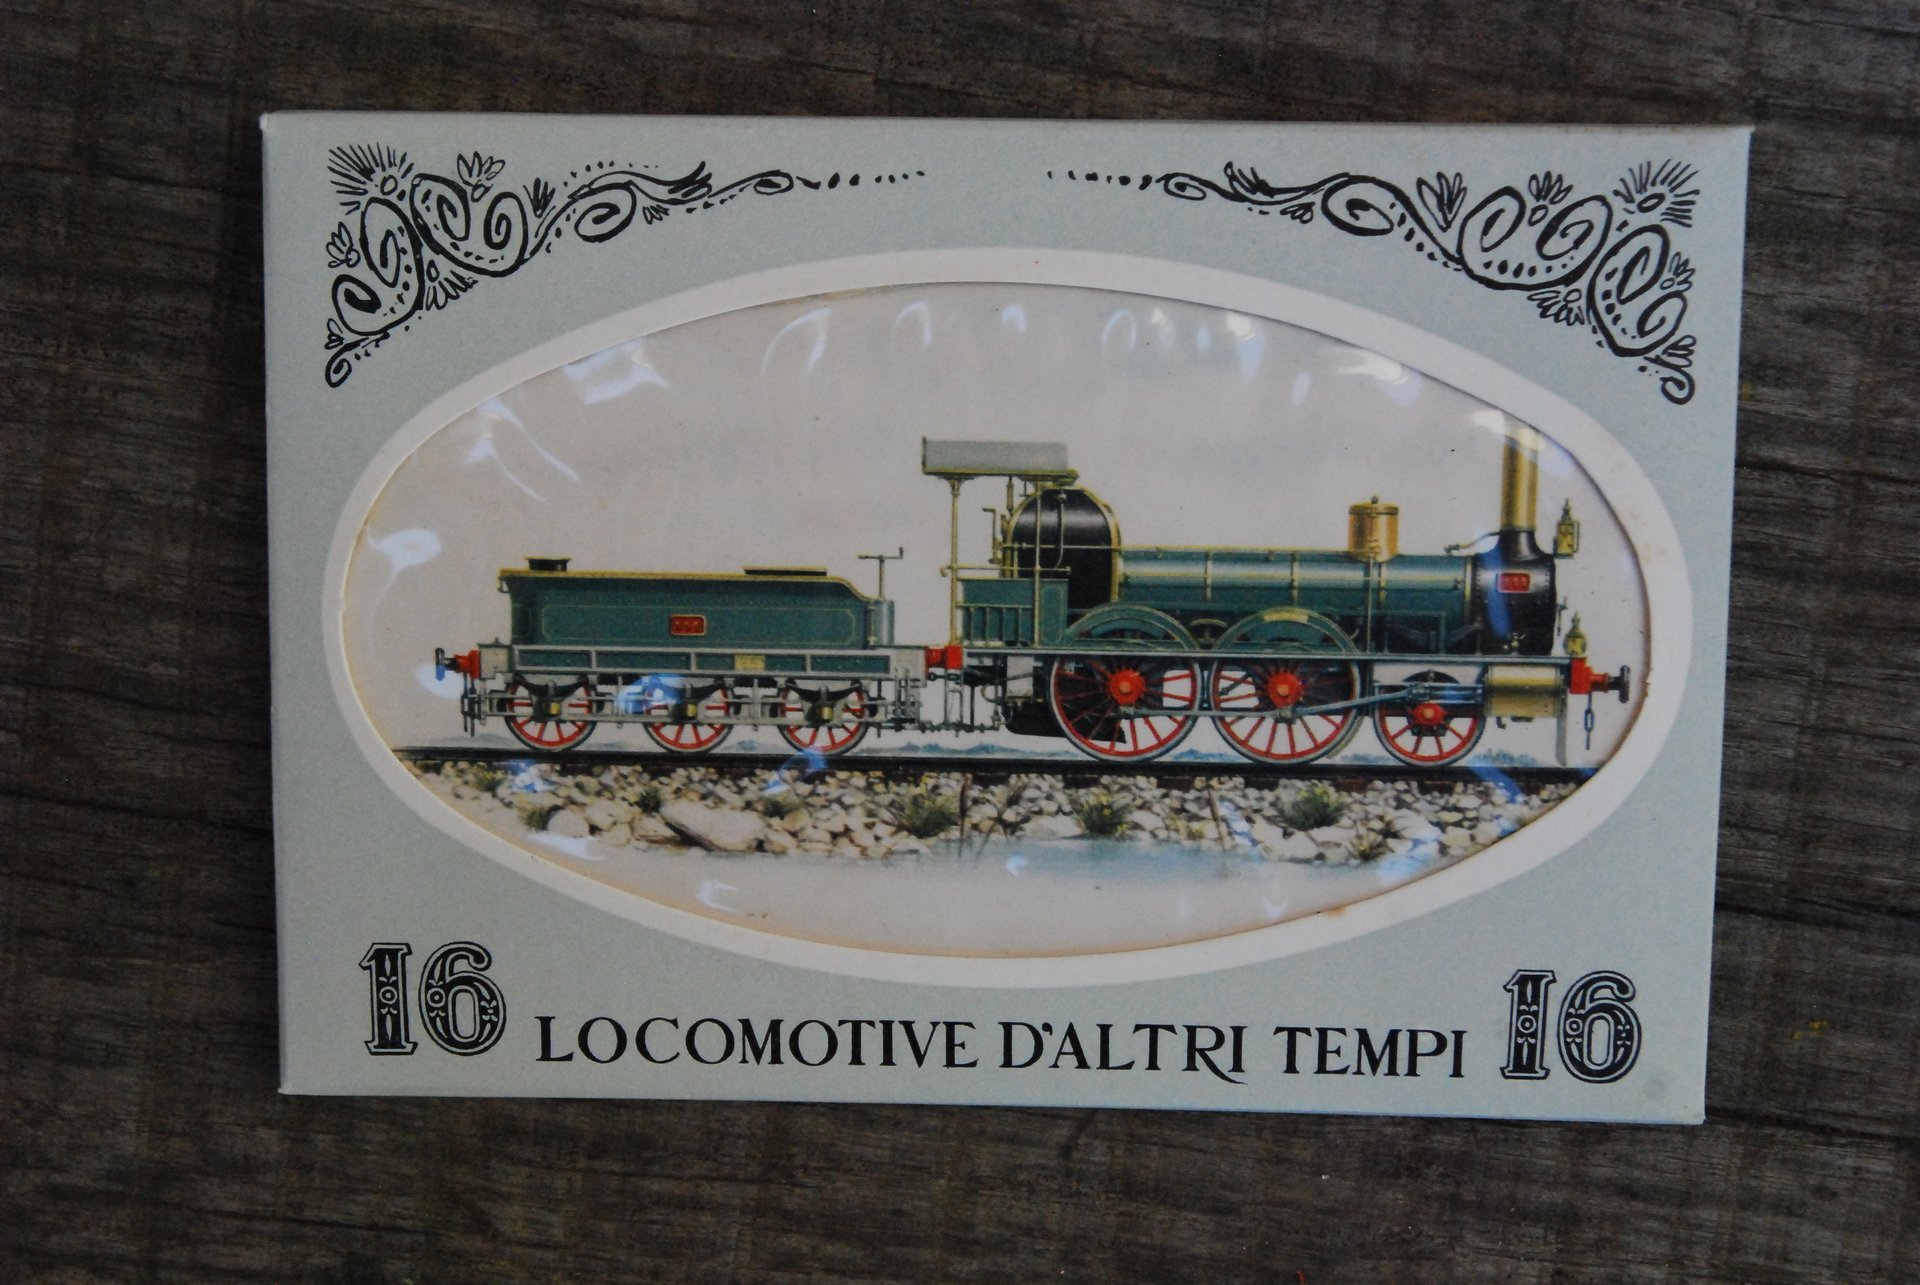 16 LOCOMOTIVE D'ALTRI TEMPI 16